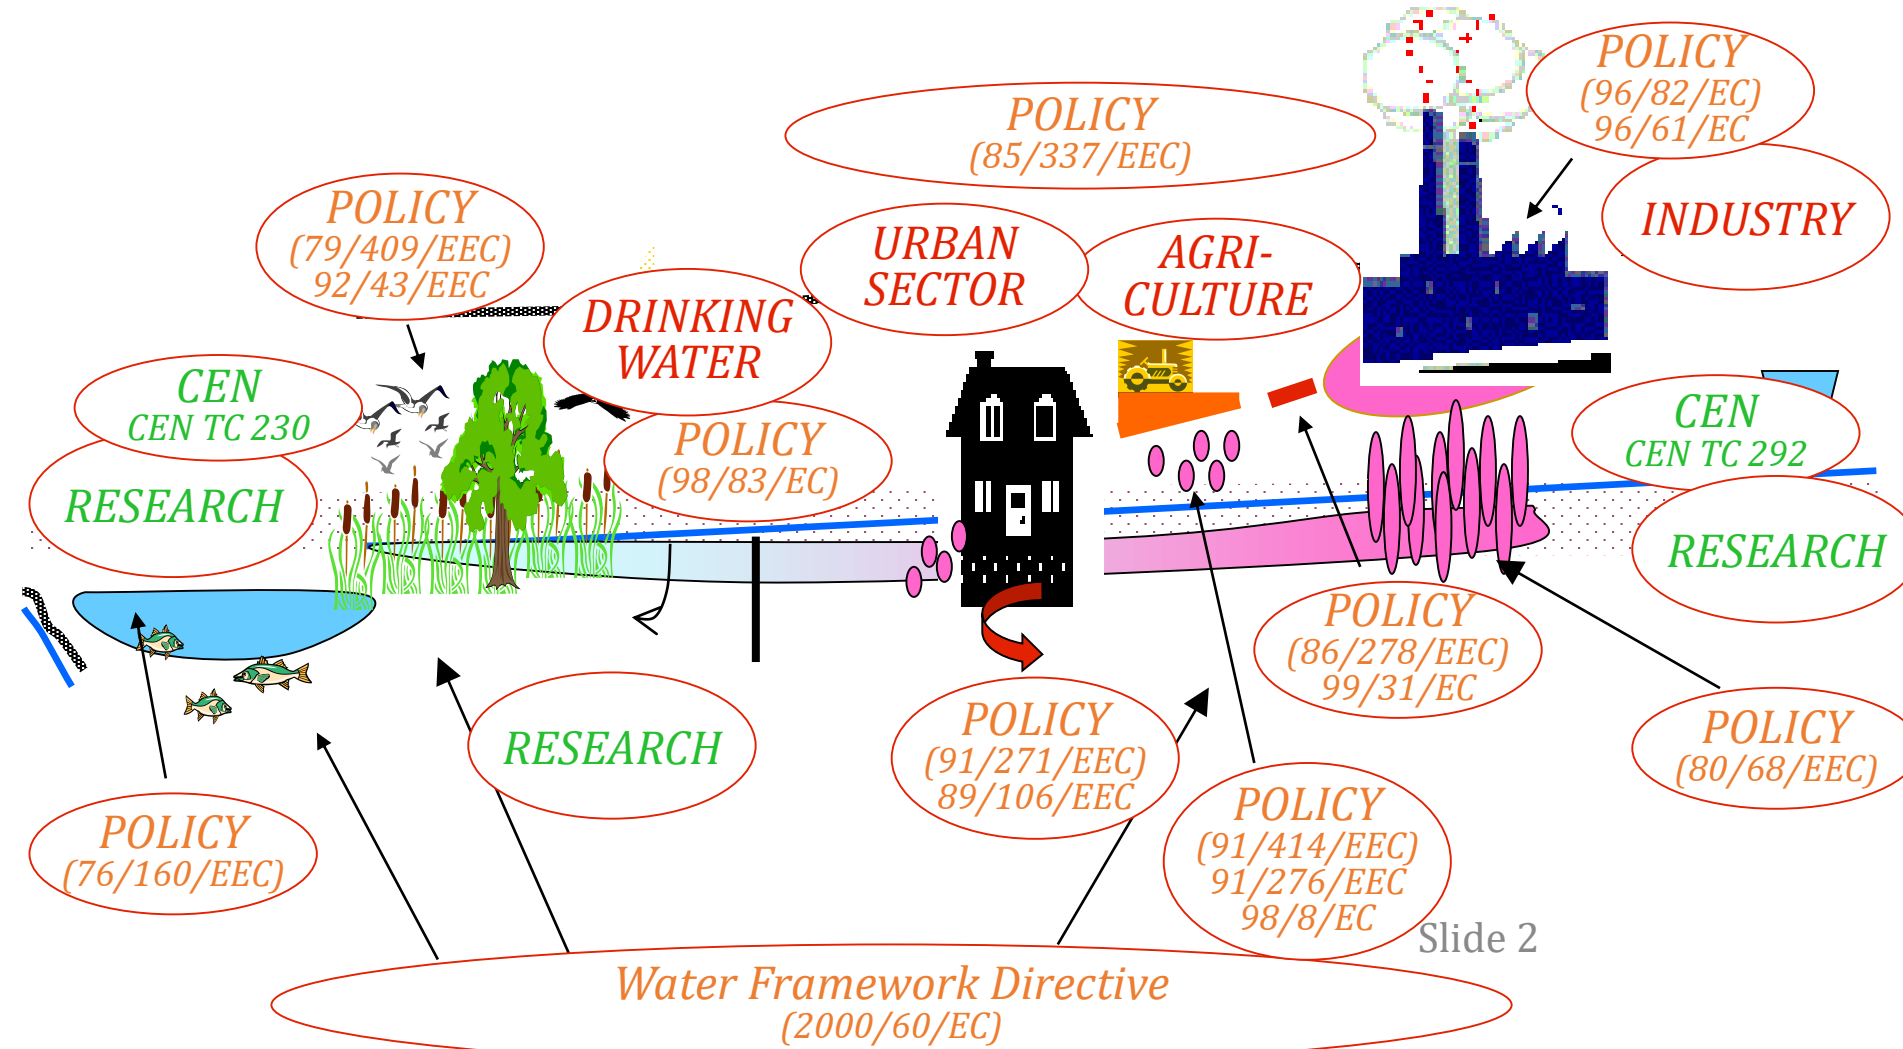 POLICY
(96/82/EC)
96/61/EC
POLICY
(85/337/EEC)
INDUSTRY
POLICY
(79/409/EEC)
92/43/EEC
URBAN
SECTOR
AGRI-
CULTURE
DRINKING
WATER
CEN
CEN TC 230
RESEARCH
POLICY
(98/83/EC)
CEN
CEN TC 292
RESEARCH
POLICY
(86/278/EEC)
99/31/EC
RESEARCH
POLICY
(91/271/EEC)
89/106/EEC
POLICY
(80/68/EEC)
POLICY
(76/160/EEC)
POLICY
(91/414/EEC)
91/276/EEC
98/8/EC
Slide 2
Water Framework Directive
(2000/60/EC)